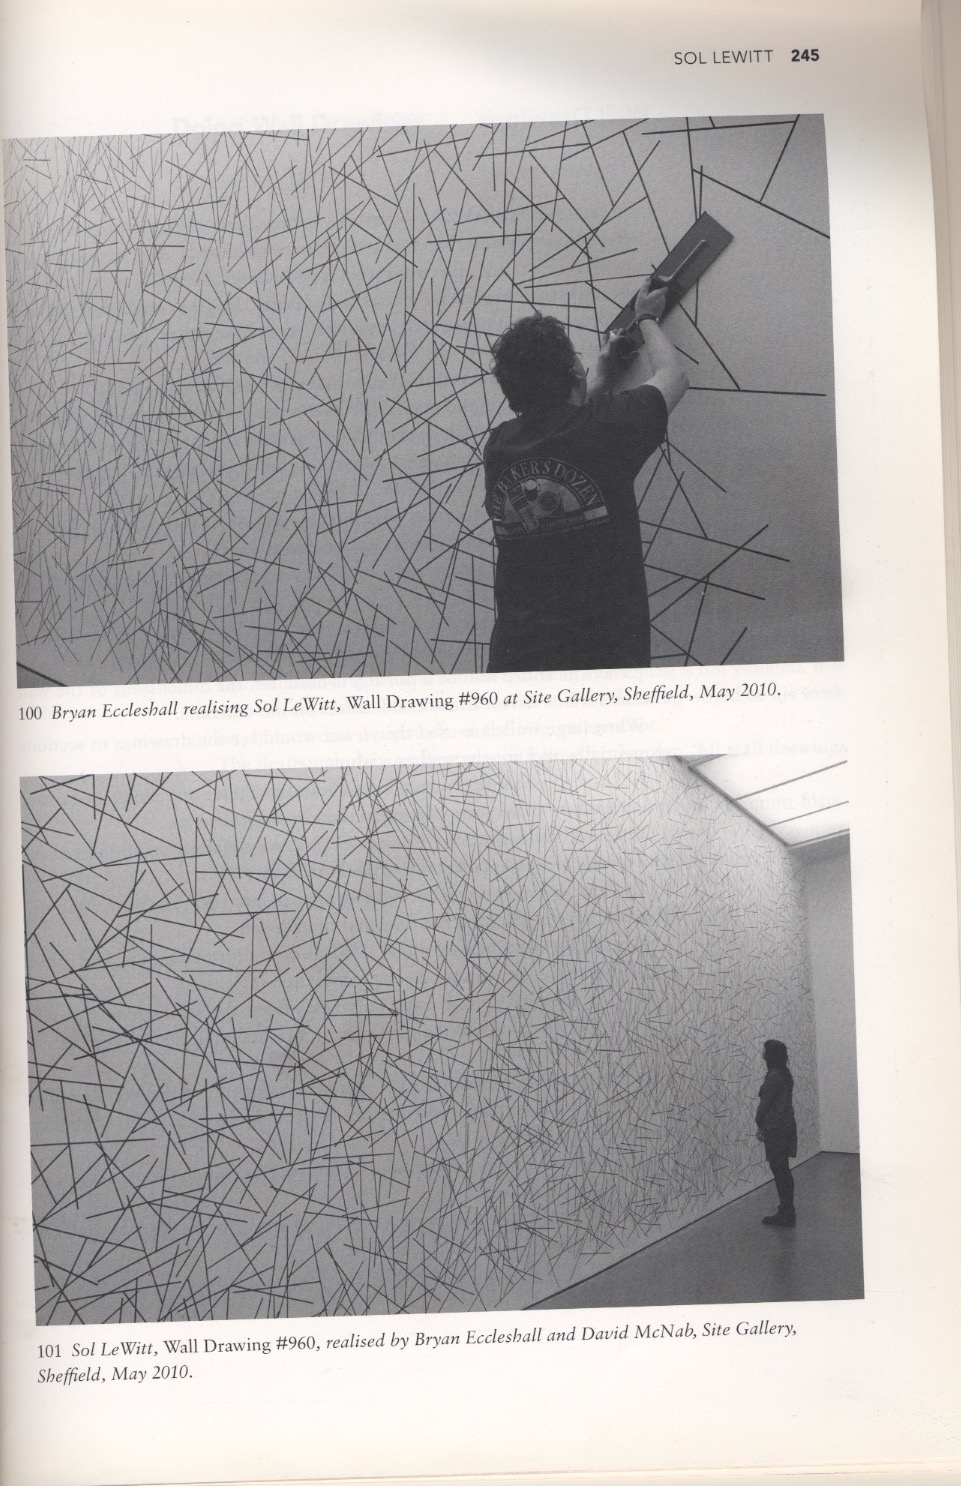 SOL LEWITT 245
THE BAKER'S DOZEN
100 Bryan Eccleshall realising Sol LeWitt, Wall Drawing #960 at Site Gallery, Sheffield, May 2010.
101 Sol LeWitt, Wall Drawing #960, realised by Bryan Eccleshall and David McNab, Site Gallery,
Sheffield, May 2010.